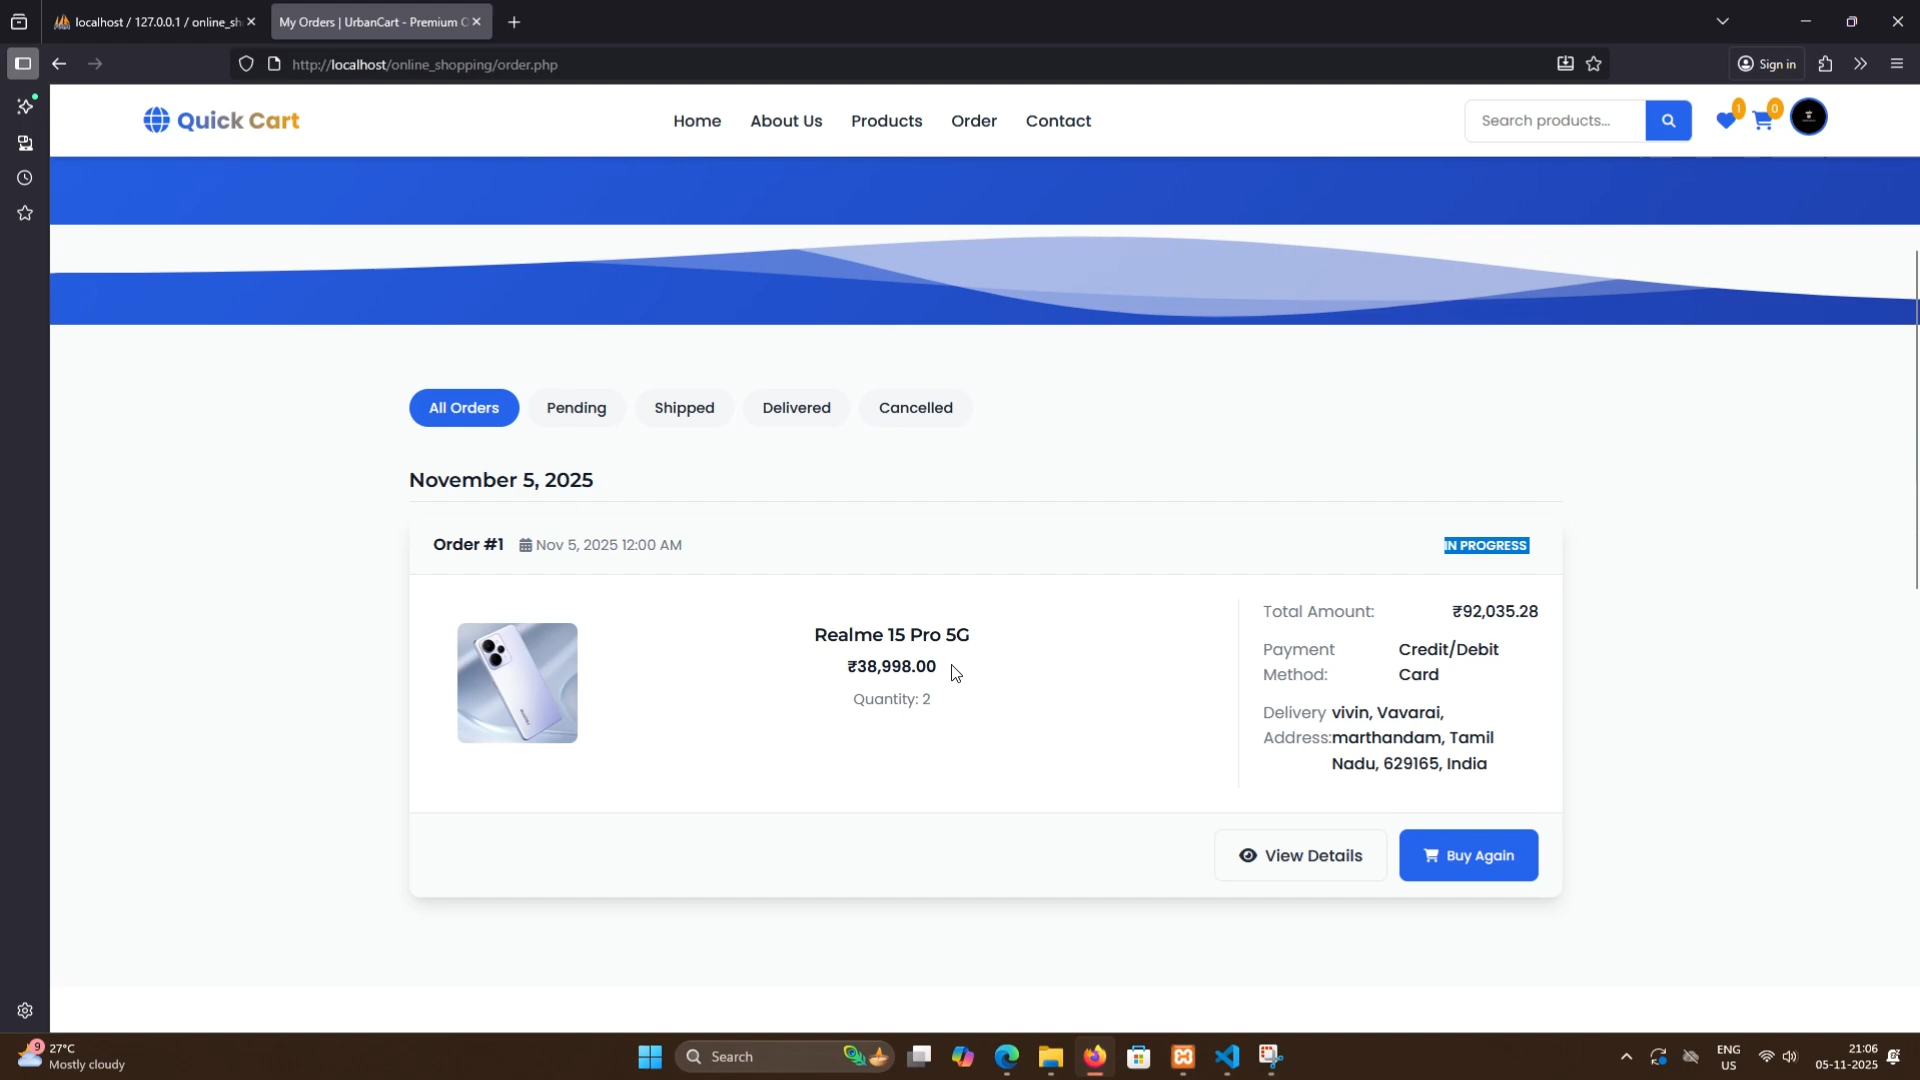 localhost / 127.0.0.1 / online_sh
My Orders | UrbanCart - Premium
http://localhost/online_shopping/order.php
Sign in
Quick Cart
Home
About Us
Products
Order
Contact
Search products...
1
0
All Orders
Pending
Shipped
Delivered
Cancelled
November 5, 2025
Order #1
Nov 5, 2025 12:00 AM
IN PROGRESS
Realme 15 Pro 5G
₹38,998.00
Quantity: 2
Total Amount: ₹92,035.28
Payment Method:
Credit/Debit Card
Delivery Address:
vivin, Vavarai,
marthandam, Tamil
Nadu, 629165, India
View Details
Buy Again
9
27°C
Mostly cloudy
Search
ENG
US
21:06
05-11-2025